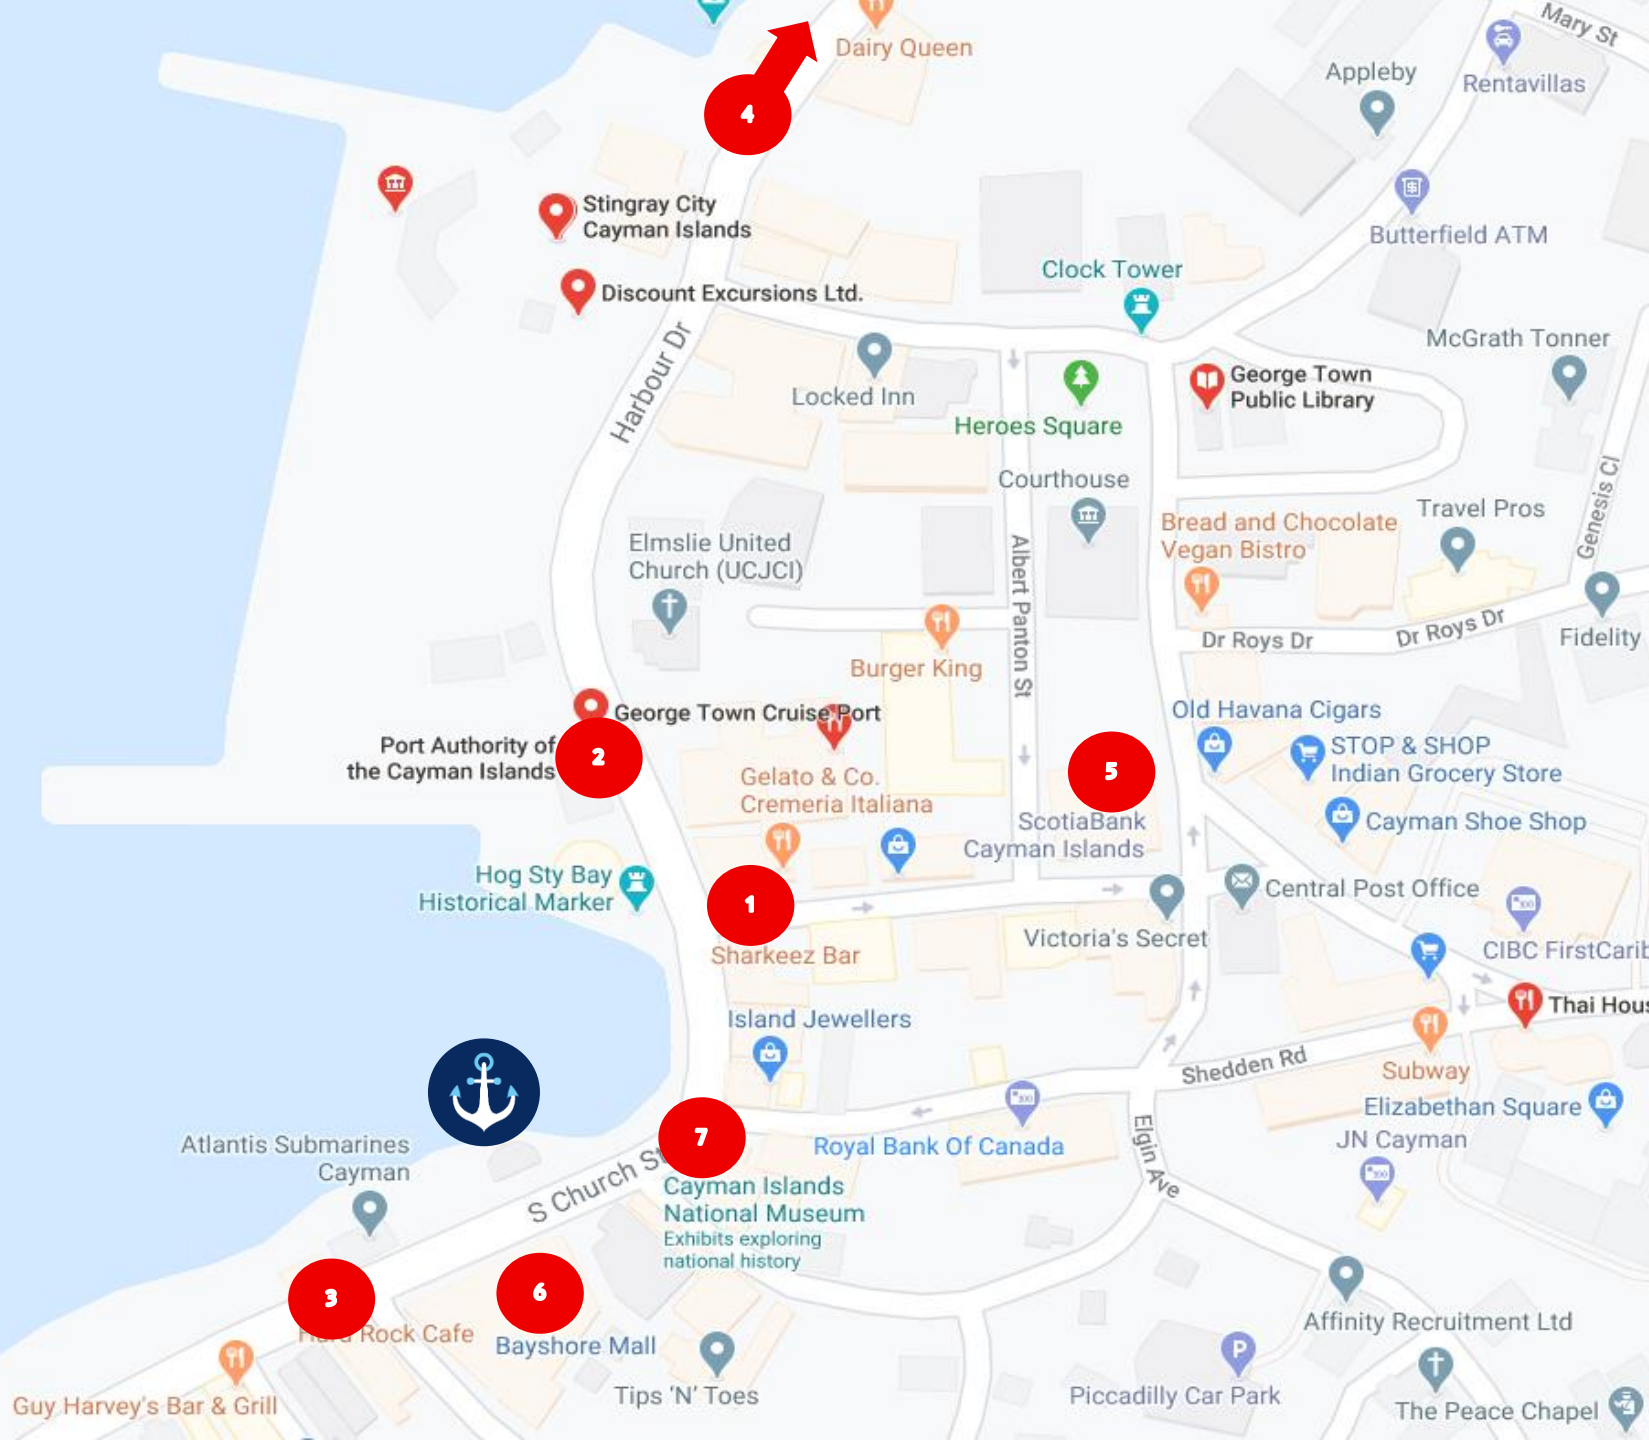 Mary St
Dairy Queen
4
Appleby
Rentavillas
Stingray City
Cayman Islands
Butterfield ATM
Clock Tower
Discount Excursions Ltd.
Harbour Dr
McGrath Tonner
Locked Inn
George Town
Public Library
Heroes Square
Courthouse
Genesis Cl
Travel Pros
Bread and Chocolate
Vegan Bistro
Elmslie United
Church (UCJCI)
Albert Panton St
Dr Roys Dr
Dr Roys Dr
Fidelity
Burger King
George Town Cruise Port
Old Havana Cigars
Port Authority of
the Cayman Islands
2
STOP & SHOP
Indian Grocery Store
5
Gelato & Co.
Cremeria Italiana
ScotiaBank
Cayman Islands
Cayman Shoe Shop
Hog Sty Bay
Historical Marker
1
Central Post Office
Victoria's Secret
Sharkeez Bar
CIBC FirstCarib
Thai Hous
Island Jewellers
Shedden Rd
Subway
Elizabethan Square
7
Royal Bank Of Canada
JN Cayman
Elgin Ave
Atlantis Submarines
Cayman
S Church St
Cayman Islands
National Museum
Exhibits exploring
national history
3
6
Hard Rock Cafe
Bayshore Mall
Affinity Recruitment Ltd
P
Tips 'N' Toes
Piccadilly Car Park
Guy Harvey's Bar & Grill
The Peace Chapel